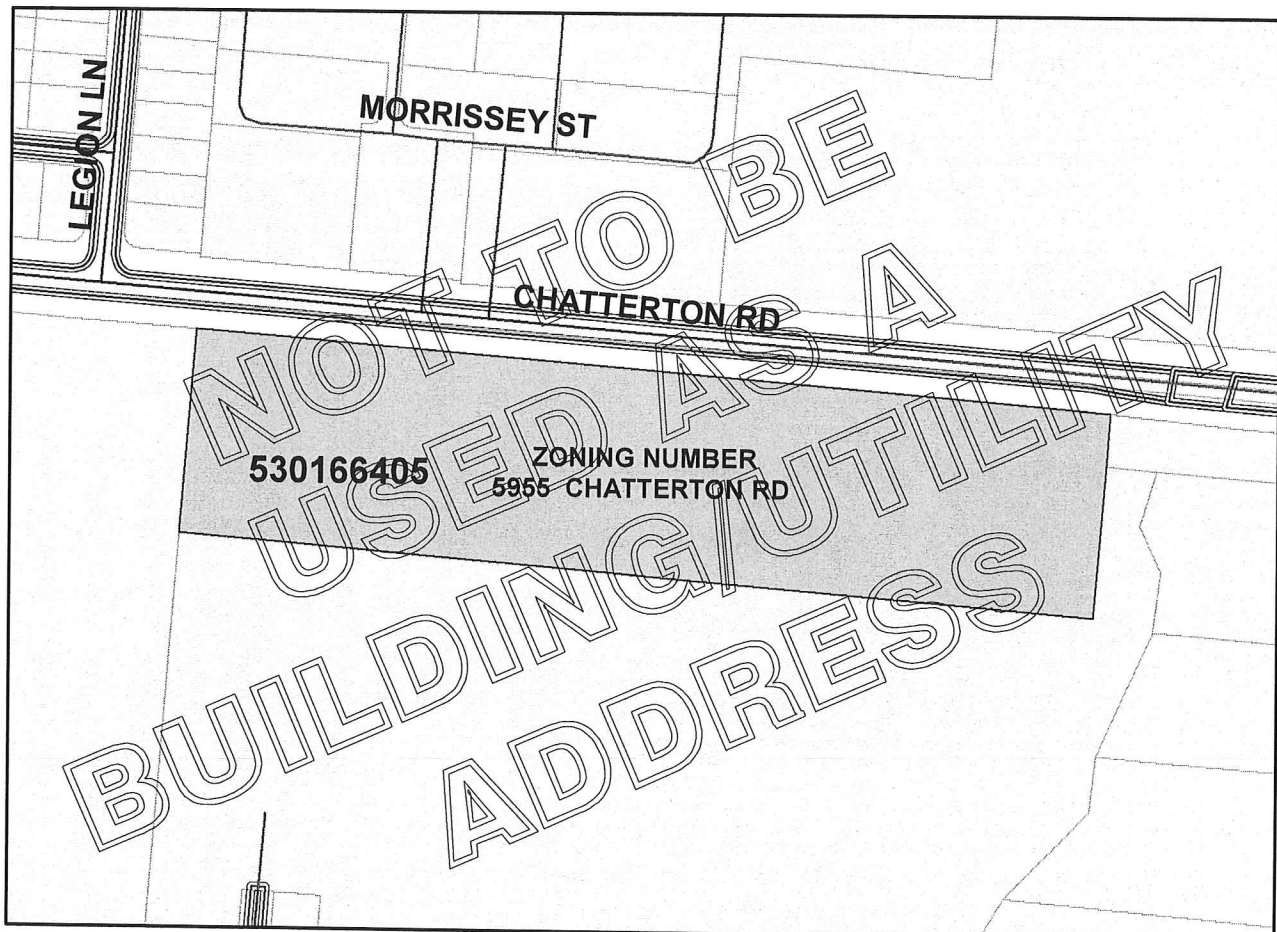 LEGION LN
MORRISSEY ST
CHATTERTON RD
530166405
ZONING NUMBER
5955 CHATTERTON RD
NOT TO BE
USED AS A
BUILDING/UTILITY
ADDRESS